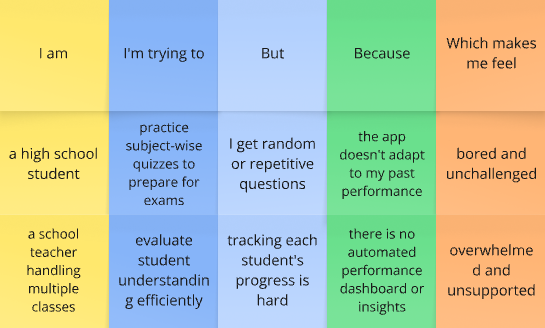 I am
I'm trying to
But
Because
Which makes
me feel
a high school
student
practice
subject-wise
quizzes to
prepare for
exams
I get random
or repetitive
questions
the app
doesn't adapt
to my past
performance
bored and
unchallenged
a school
teacher
handling
multiple
classes
evaluate
student
understandin
g efficiently
tracking each
student's
progress is
hard
there is no
automated
performance
dashboard or
insights
overwhelme
d and
unsupported